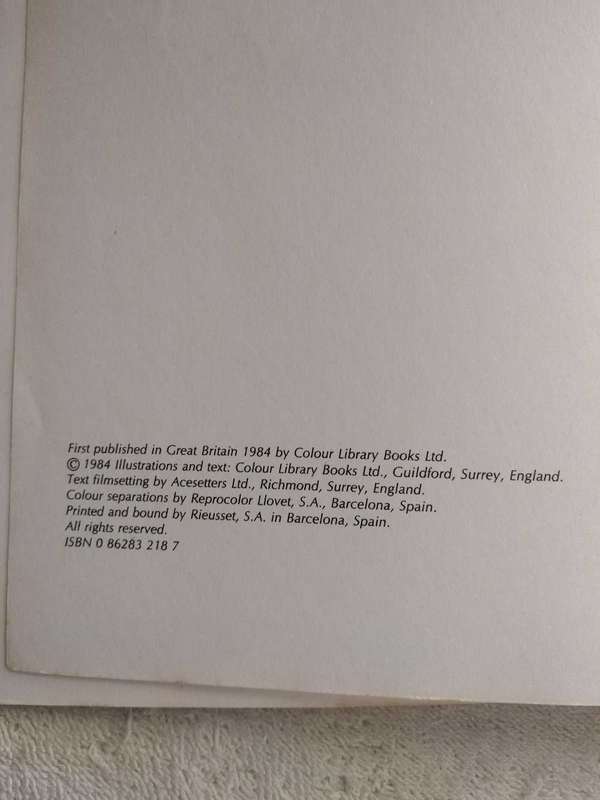 First published in Great Britain 1984 by Colour Library Books Ltd.
© 1984 Illustrations and text: Colour Library Books Ltd., Guildford, Surrey, England.
Text filmsetting by Acesetters Ltd., Richmond, Surrey, England.
Colour separations by Reprocolor Llovet, S.A., Barcelona, Spain.
Printed and bound by Rieusset, S.A. in Barcelona, Spain.
All rights reserved.
ISBN 0 86283 218 7